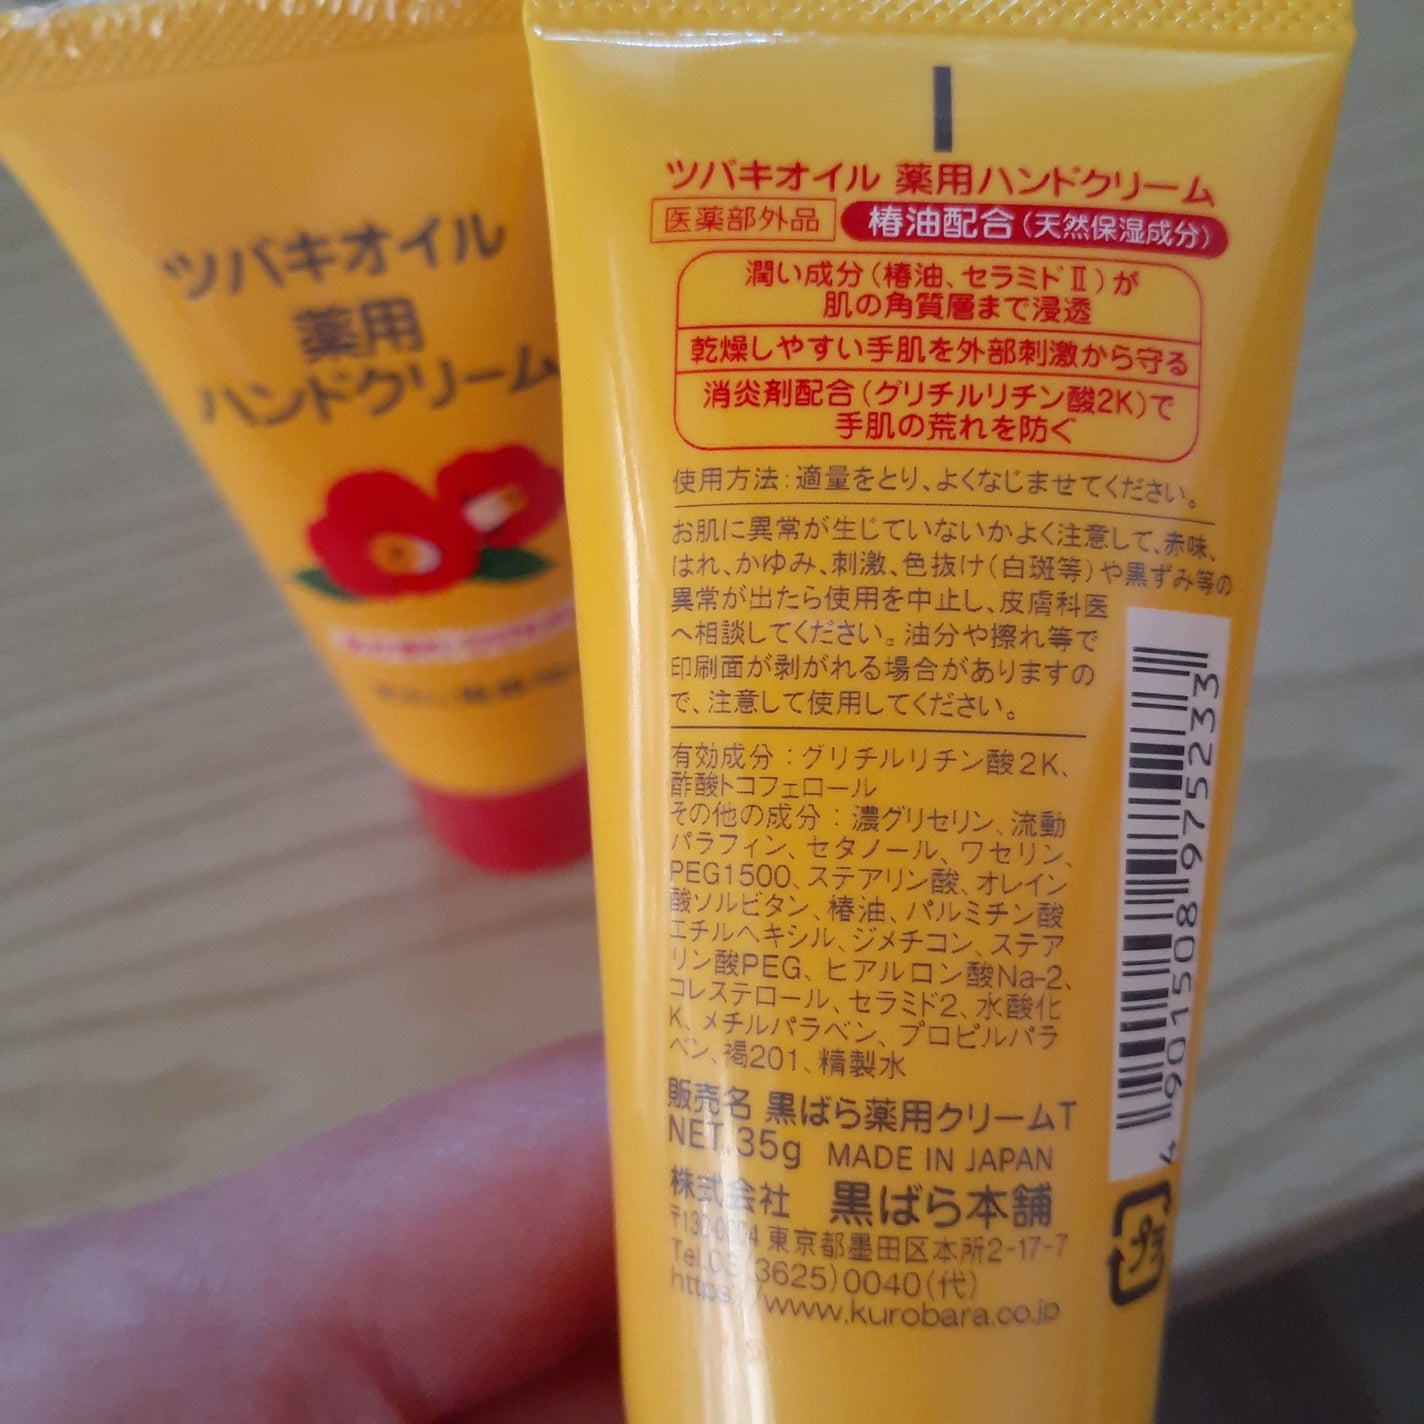 ツバキオイル
薬用
ハンドクリーム
ツバキオイル 薬用ハンドクリーム
医薬部外品 椿油配合(天然保湿成分)
潤い成分(椿油、セラミドⅡ)が
肌の角質層まで浸透
乾燥しやすい手肌を外部刺激から守る
消炎剤配合(グリチルリチン酸2K)で
手肌の荒れを防ぐ
使用方法:適量をとり、よくなじませてください。
お肌に異常が生じていないかよく注意して、赤味、
はれ、かゆみ、刺激、色抜け(白斑等)や黒ずみ等の
異常が出たら使用を中止し、皮膚科医
へ相談してください。油分や擦れ等で
印刷面が剥がれる場合がありますの
で、注意して使用してください。
有効成分:グリチルリチン酸2K、
酢酸トコフェロール
その他の成分:濃グリセリン、流動
パラフィン、セタノール、ワセリン、
PEG1500、ステアリン酸、オレイン
酸ソルビタン、椿油、パルミチン酸
エチルヘキシル、ジメチコン、ステア
リン酸PEG、ヒアルロン酸Na-2、
コレステロール、セラミド2、水酸化
K、メチルパラベン、プロピルパラ
ベン、褐201、精製水
販売名 黒ばら薬用クリームT
NET.35g MADE IN JAPAN
株式会社 黒ばら本舗
〒130-0004 東京都墨田区本所2-17-7
Tel.03(3625)0040(代)
https://www.kurobara.co.jp
4 901508 975233
プラ